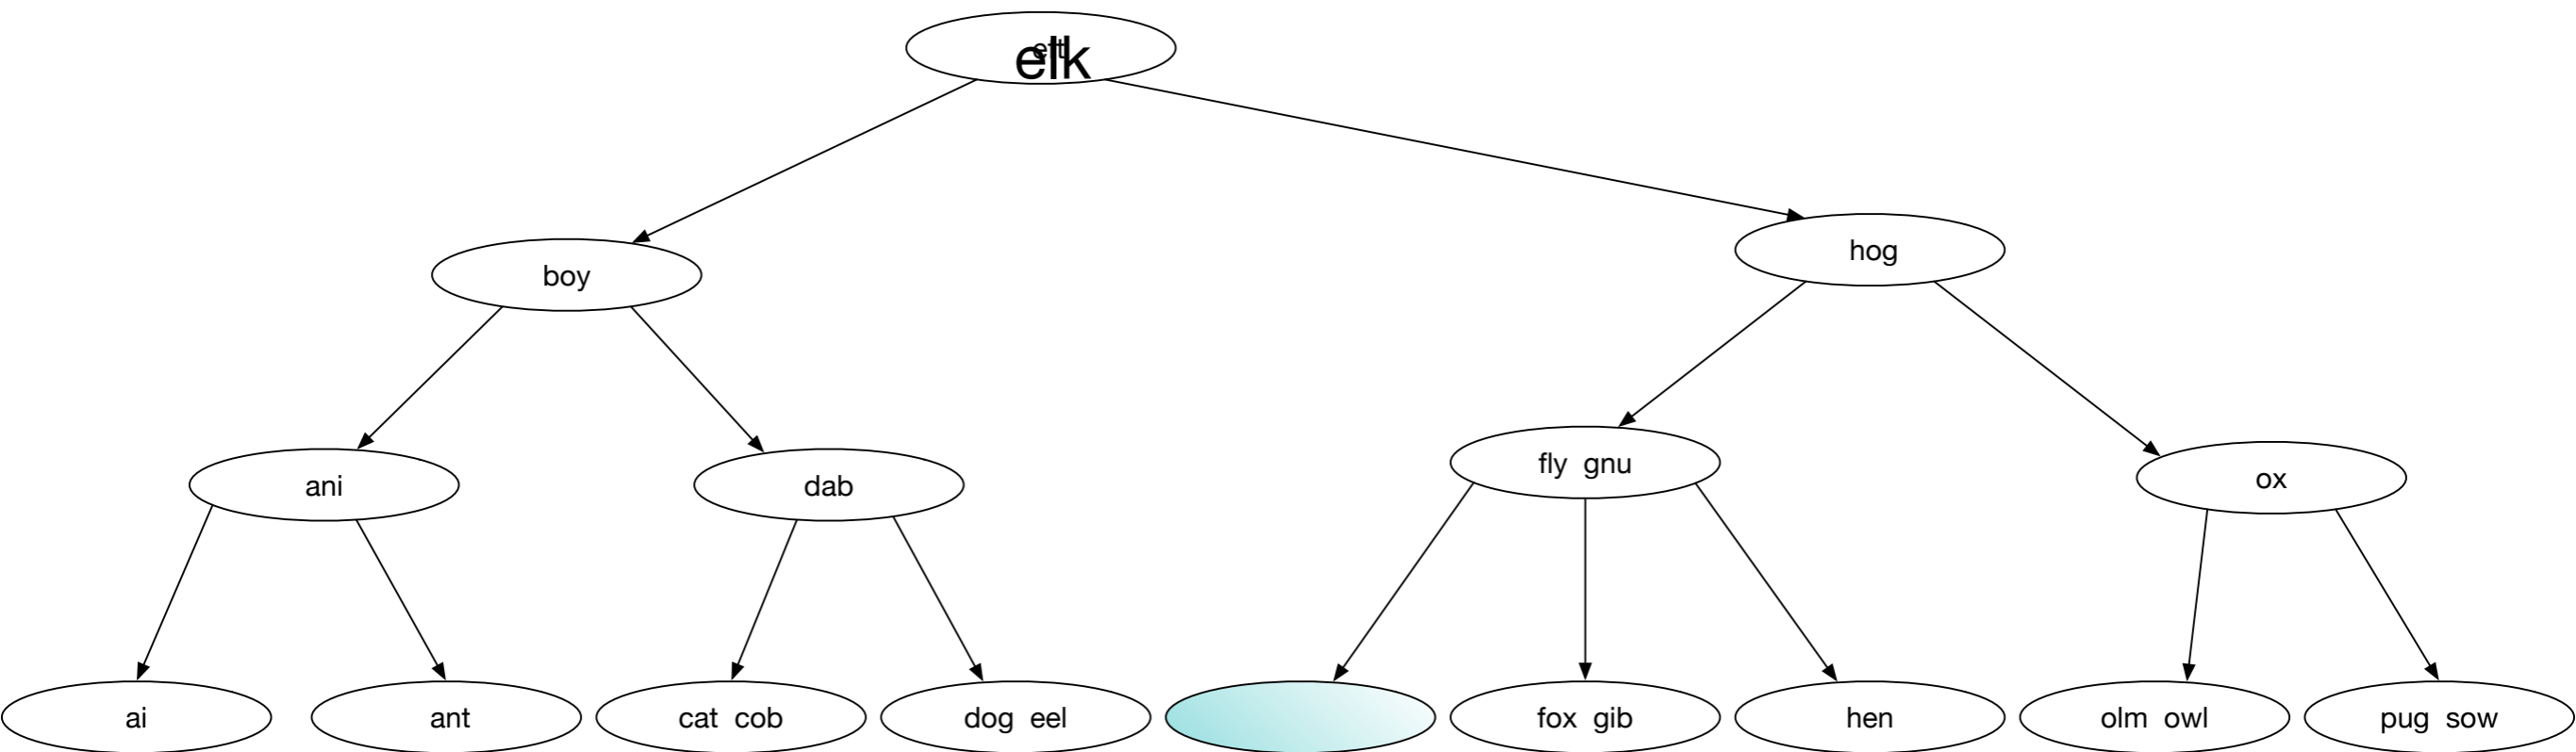 elk
boy
hog
ani
dab
fly gnu
ox
ai
ant
cat cob
dog eel
fox gib
hen
olm owl
pug sow